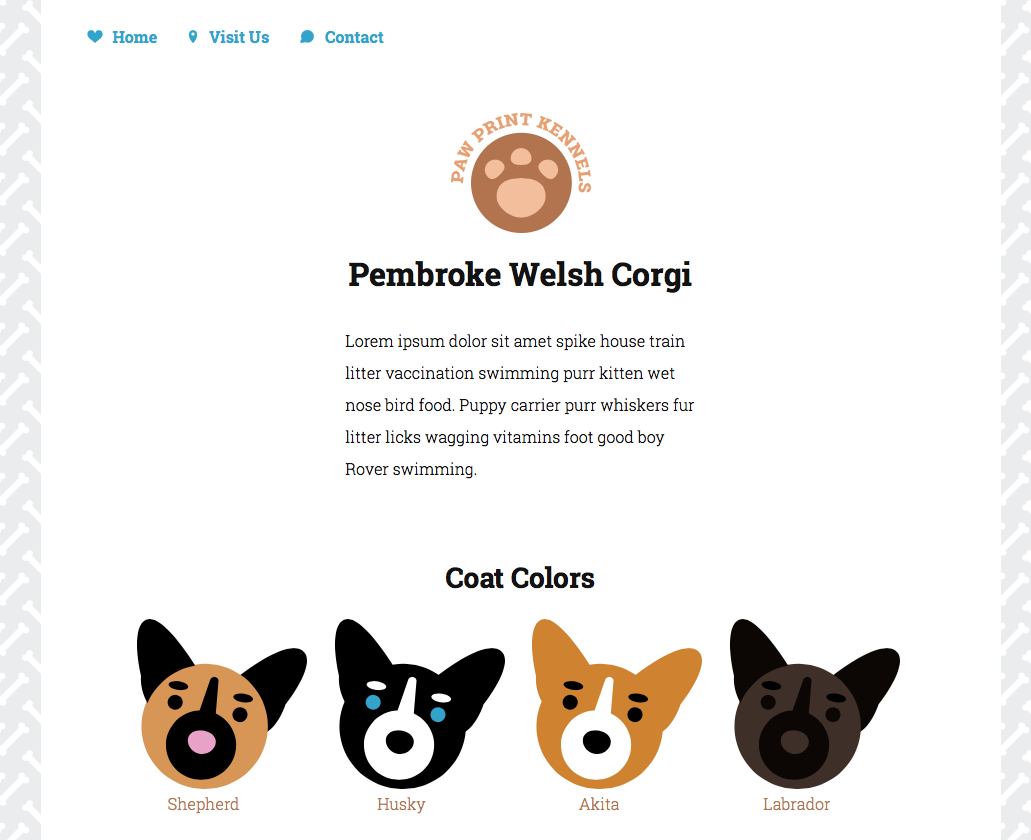 Home Visit Us Contact
PAW PRINT KENNELS
Pembroke Welsh Corgi
Lorem ipsum dolor sit amet spike house train
litter vaccination swimming purr kitten wet
nose bird food. Puppy carrier purr whiskers fur
litter licks wagging vitamins foot good boy
Rover swimming.
Coat Colors
Shepherd Husky Akita Labrador